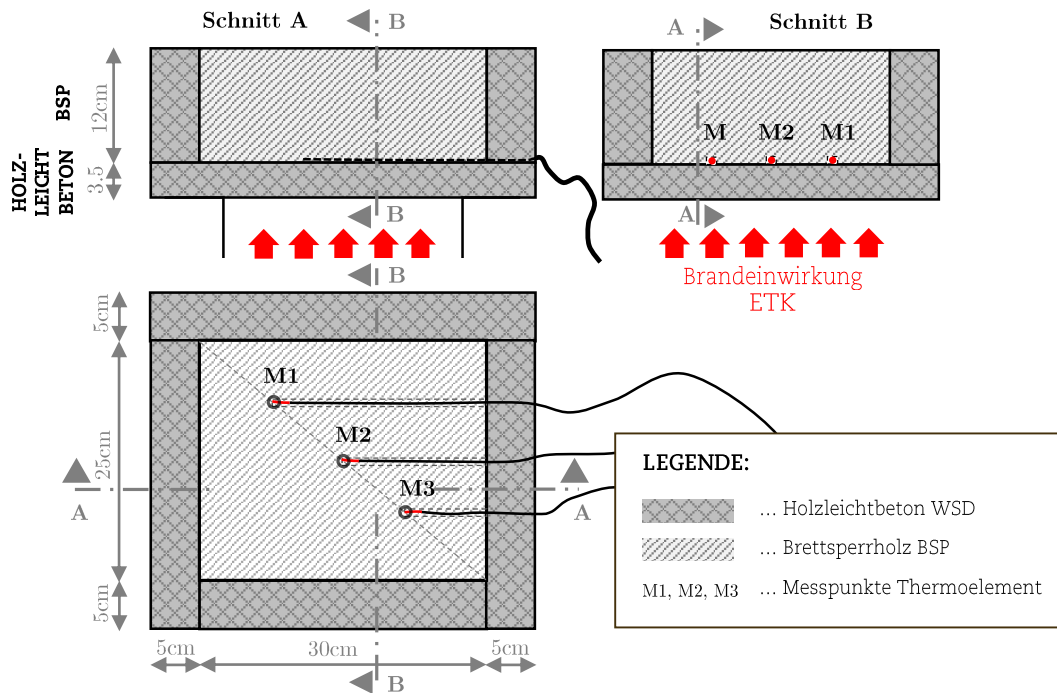 Schnitt A
B
12cm
BSP
3.5
HOLZ-
LEICHT
BETON
B
Schnitt B
A
M M2 M1
A
Brandeinwirkung
ETK
B
5cm
25cm
5cm
M1
M2
M3
A
A
5cm
30cm
5cm
B
LEGENDE:
... Holzleichtbeton WSD
... Brettsperrholz BSP
M1, M2, M3 ... Messpunkte Thermoelement